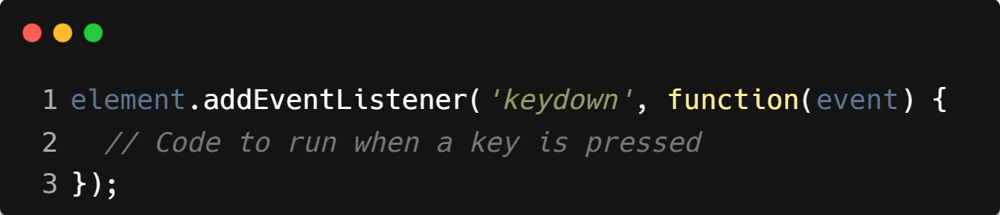 1 element.addEventListener('keydown', function(event) {
2   // Code to run when a key is pressed
3 });